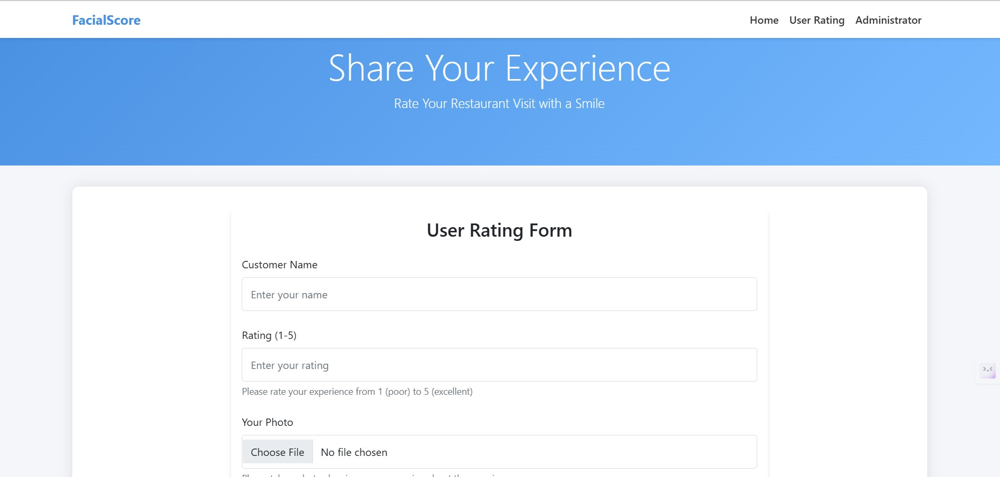 FacialScore
Home User Rating Administrator
Share Your Experience
Rate Your Restaurant Visit with a Smile
User Rating Form
Customer Name
Enter your name
Rating (1-5)
Enter your rating
Please rate your experience from 1 (poor) to 5 (excellent)
Your Photo
Choose File No file chosen